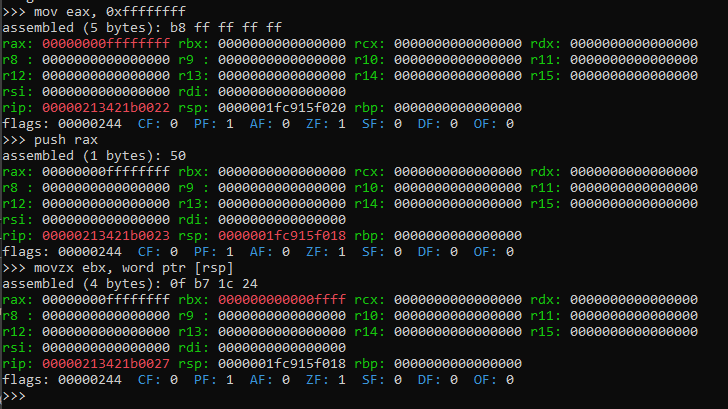 >>> mov eax, 0xffffffff
assembled (5 bytes): b8 ff ff ff ff
rax: 00000000ffffffff rbx: 0000000000000000 rcx: 0000000000000000 rdx: 0000000000000000
r8 : 0000000000000000 r9 : 0000000000000000 r10: 0000000000000000 r11: 0000000000000000
r12: 0000000000000000 r13: 0000000000000000 r14: 0000000000000000 r15: 0000000000000000
rsi: 0000000000000000 rdi: 0000000000000000
rip: 00000213421b0022 rsp: 0000001fc915f020 rbp: 0000000000000000
flags: 00000244 CF: 0 PF: 1 AF: 0 ZF: 1 SF: 0 DF: 0 OF: 0
>>> push rax
assembled (1 bytes): 50
rax: 00000000ffffffff rbx: 0000000000000000 rcx: 0000000000000000 rdx: 0000000000000000
r8 : 0000000000000000 r9 : 0000000000000000 r10: 0000000000000000 r11: 0000000000000000
r12: 0000000000000000 r13: 0000000000000000 r14: 0000000000000000 r15: 0000000000000000
rsi: 0000000000000000 rdi: 0000000000000000
rip: 00000213421b0023 rsp: 0000001fc915f018 rbp: 0000000000000000
flags: 00000244 CF: 0 PF: 1 AF: 0 ZF: 1 SF: 0 DF: 0 OF: 0
>>> movzx ebx, word ptr [rsp]
assembled (4 bytes): 0f b7 1c 24
rax: 00000000ffffffff rbx: 000000000000ffff rcx: 0000000000000000 rdx: 0000000000000000
r8 : 0000000000000000 r9 : 0000000000000000 r10: 0000000000000000 r11: 0000000000000000
r12: 0000000000000000 r13: 0000000000000000 r14: 0000000000000000 r15: 0000000000000000
rsi: 0000000000000000 rdi: 0000000000000000
rip: 00000213421b0027 rsp: 0000001fc915f018 rbp: 0000000000000000
flags: 00000244 CF: 0 PF: 1 AF: 0 ZF: 1 SF: 0 DF: 0 OF: 0
>>>